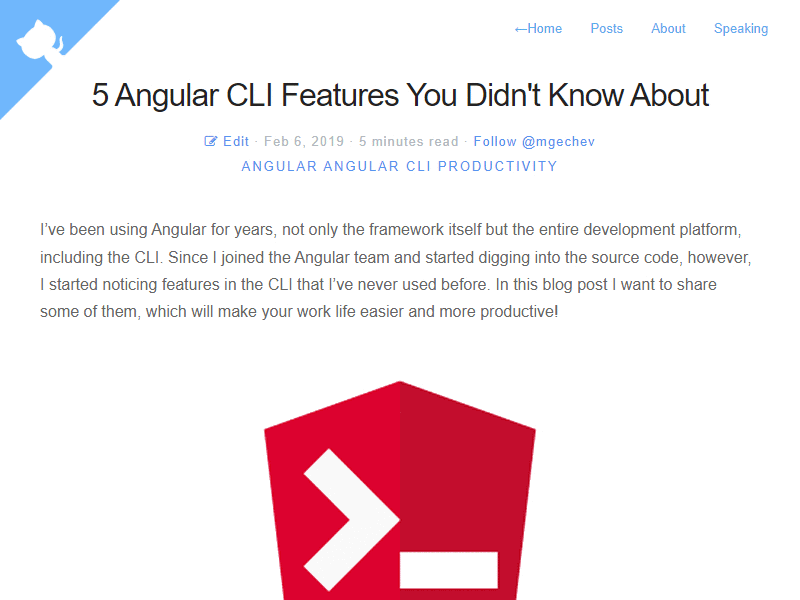 ←Home Posts About Speaking
5 Angular CLI Features You Didn't Know About
Edit · Feb 6, 2019 · 5 minutes read · Follow @mgechev
ANGULAR ANGULAR CLI PRODUCTIVITY
I’ve been using Angular for years, not only the framework itself but the entire development platform,
including the CLI. Since I joined the Angular team and started digging into the source code, however,
I started noticing features in the CLI that I’ve never used before. In this blog post I want to share
some of them, which will make your work life easier and more productive!